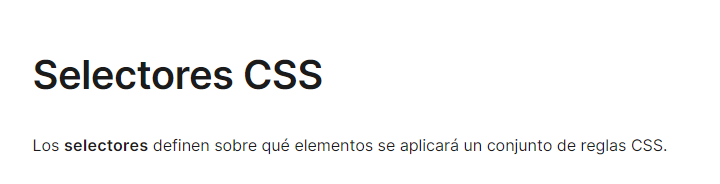 Selectores CSS
Los selectores definen sobre qué elementos se aplicará un conjunto de reglas CSS.